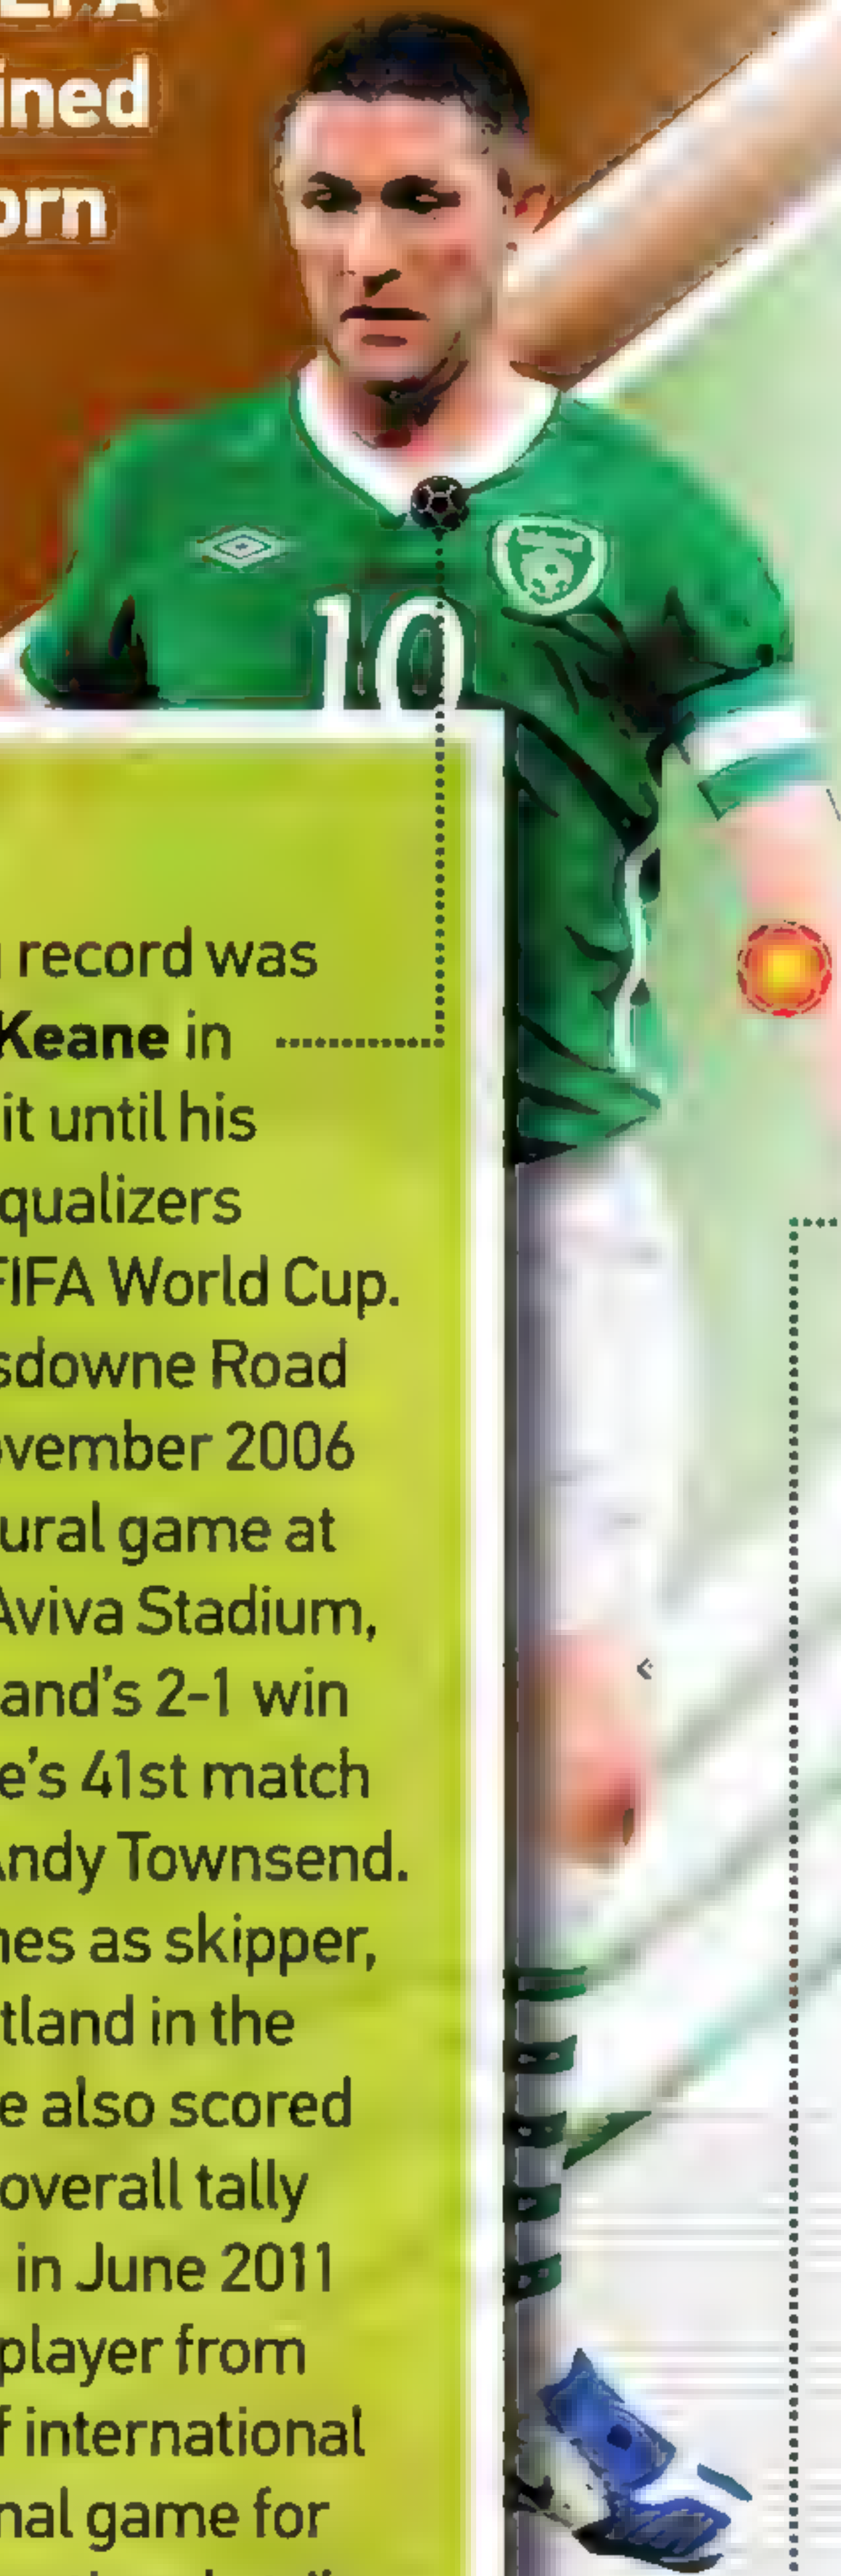 ined
orn
10
record was
Keane in
it until his
qualizers
FIFA World Cup.
sdowne Road
ovember 2006
ural game at
Aviva Stadium,
and's 2-1 win
e's 41st match
Andy Townsend.
nes as skipper,
tland in the
e also scored
overall tally
in June 2011
player from
f international
nal game for